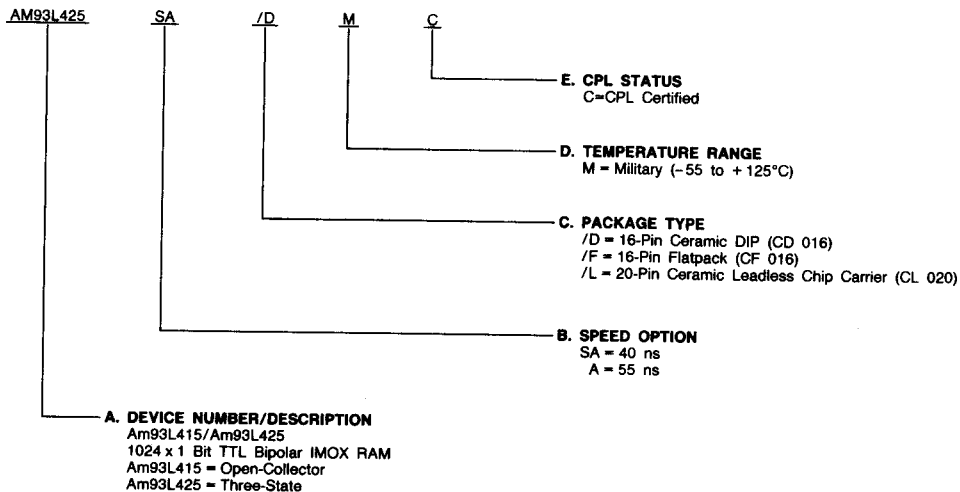 AM93L425 SA /D M C
E. CPL STATUS
C=CPL Certified
D. TEMPERATURE RANGE
M = Military (-55 to +125°C)
C. PACKAGE TYPE
/D = 16-Pin Ceramic DIP (CD 016)
/F = 16-Pin Flatpack (CF 016)
/L = 20-Pin Ceramic Leadless Chip Carrier (CL 020)
B. SPEED OPTION
SA = 40 ns
A = 55 ns
A. DEVICE NUMBER/DESCRIPTION
Am93L415/Am93L425
1024 x 1 Bit TTL Bipolar IMOX RAM
Am93L415 = Open-Collector
Am93L425 = Three-State